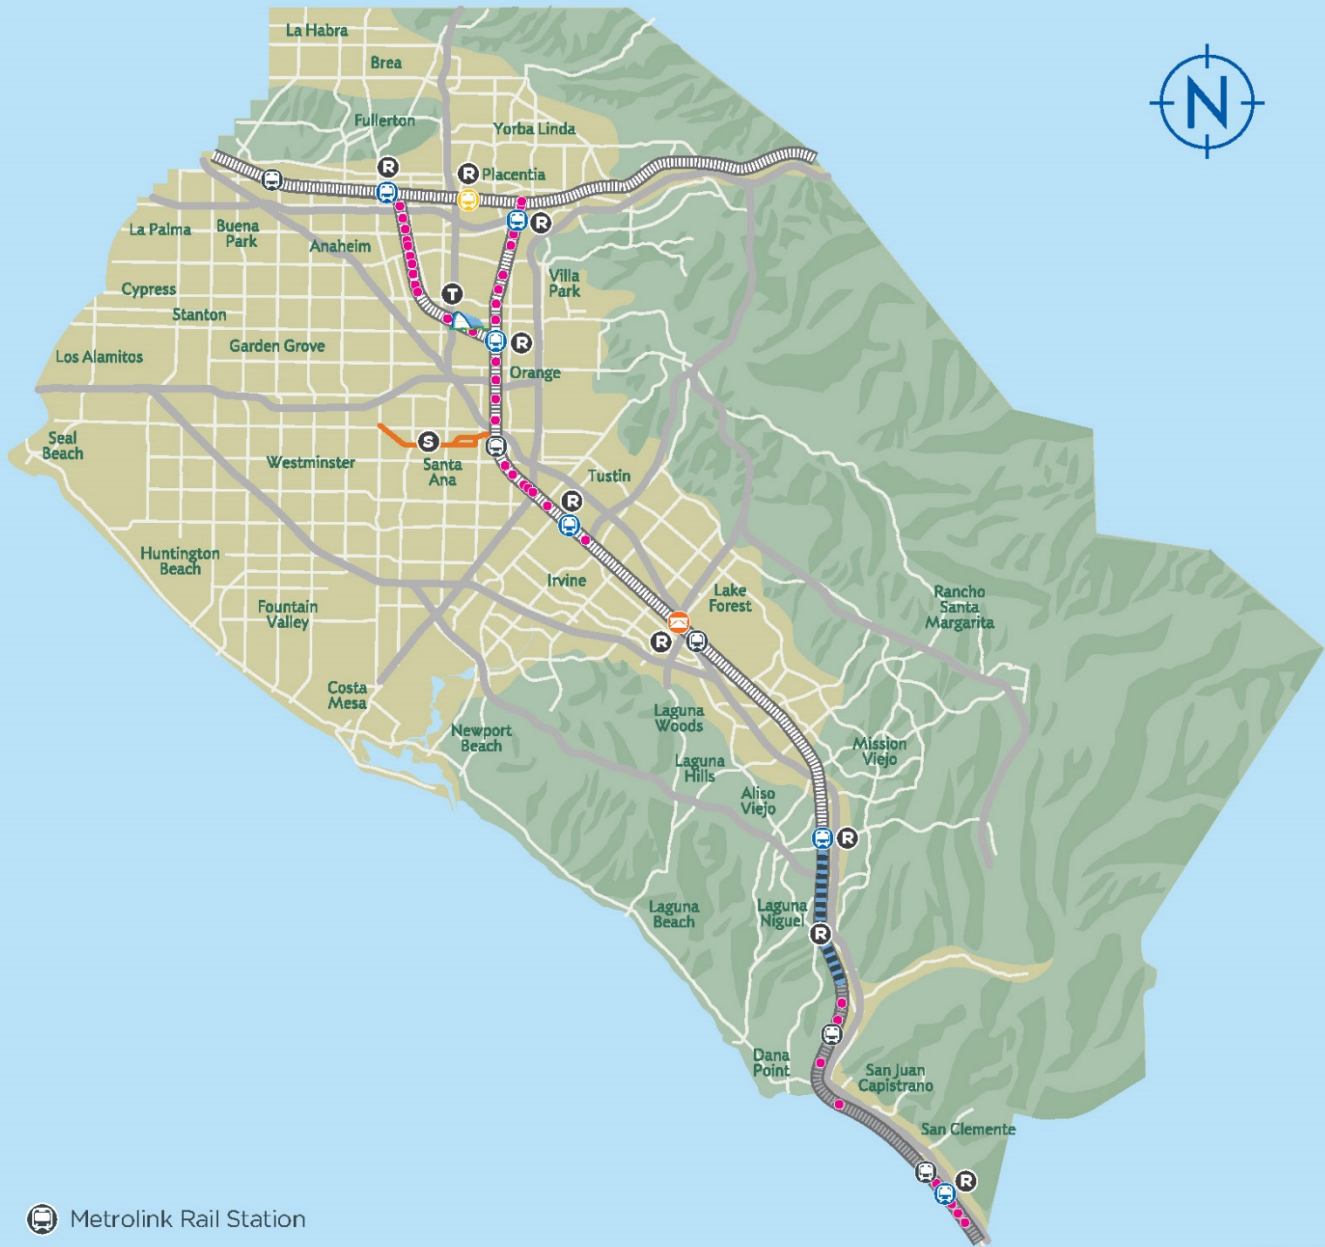 La Habra
Brea
N
Fullerton
Yorba Linda
R
R
Placentia
La Palma
Buena
Park
R
Anaheim
Villa
Park
Cypress
T
Stanton
Garden Grove
R
Los Alamitos
Orange
Seal
Beach
S
Westminster
Santa
Ana
Tustin
R
Huntington
Beach
Irvine
Lake
Forest
Rancho
Santa
Margarita
Fountain
Valley
R
Costa
Mesa
Laguna
Woods
Newport
Beach
Mission
Viejo
Laguna
Hills
Aliso
Viejo
R
Laguna
Beach
Laguna
Niguel
R
Dana
Point
San Juan
Capistrano
San Clemente
R
Metrolink Rail Station